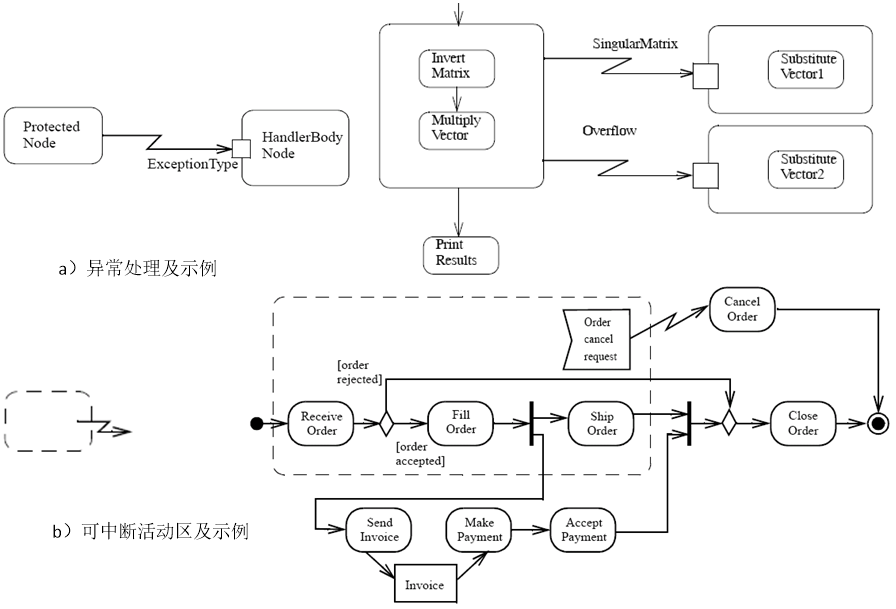 Protected
Node
ExceptionType
HandlerBody
Node
Invert
Matrix
Multiply
Vector
SingularMatrix
Substitute
Vector1
Overflow
Substitute
Vector2
Print
Results
a）异常处理及示例
Order
cancel
request
Cancel
Order
[order
rejected]
Receive
Order
Fill
Order
[order
accepted]
Ship
Order
Close
Order
b）可中断活动区及示例
Send
Invoice
Make
Payment
Accept
Payment
Invoice